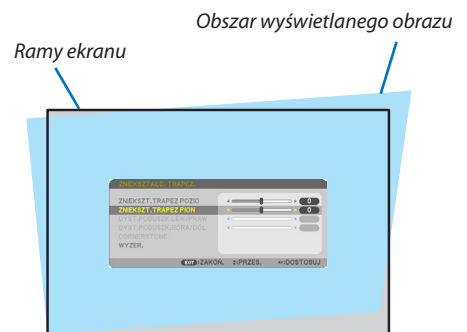 Obszar wyświetlanego obrazu
Ramy ekranu
ZNIEKSZTAŁC. TRAPEZ.
ZNIEKSZT.TRAPEZ POZIO 0
ZNIEKSZT.TRAPEZ PION 0
DYST.PODUSZK.LEW/PRAW
DYST.PODUSZK.GÓRA/DÓŁ
CORNERSTONE
WYZER.
EXIT :ZAKOŃ. ↕:PRZES. ↔:DOSTOSUJ